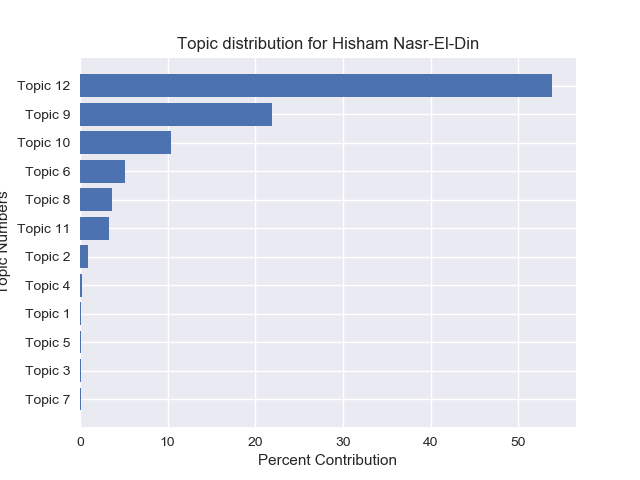 Topic distribution for Hisham Nasr-El-Din
Topic 12
Topic 9
Topic 10
Topic 6
Topic 8
Topic 11
Topic 2
Topic 4
Topic 1
Topic 5
Topic 3
Topic 7
Topic Numbers
0 10 20 30 40 50
Percent Contribution